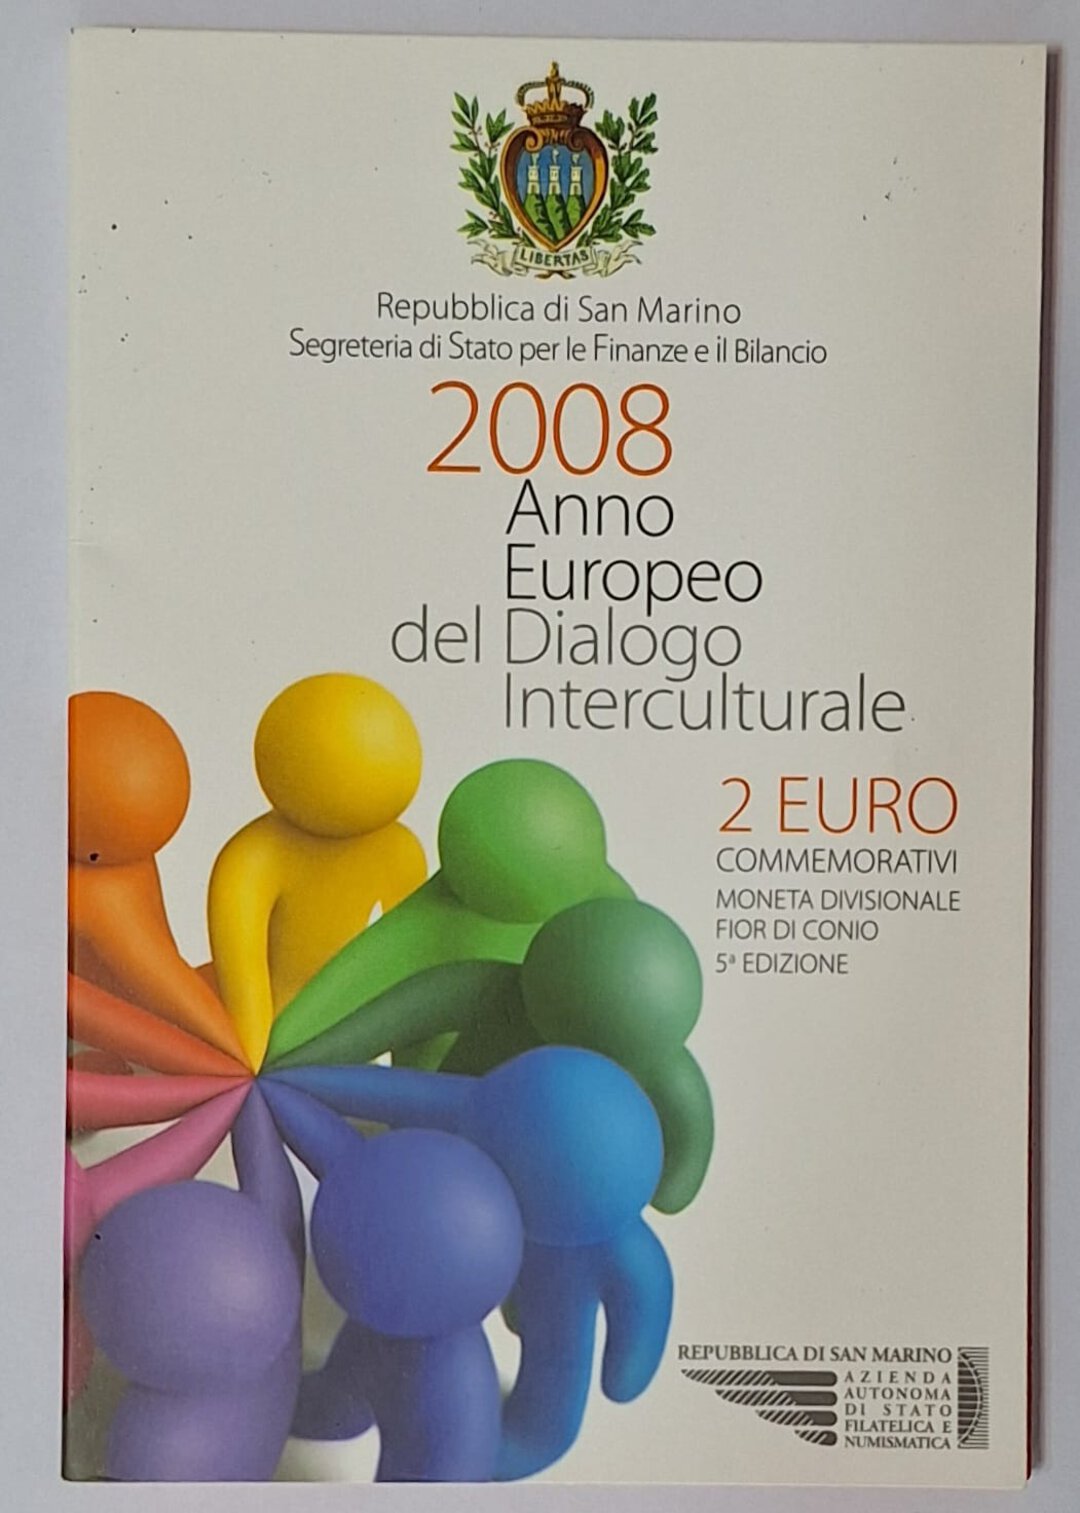 LIBERTAS
Repubblica di San Marino
Segreteria di Stato per le Finanze e il Bilancio
2008
Anno
Europeo
del Dialogo
Interculturale
2 EURO
COMMEMORATIVI
MONETA DIVISIONALE
FIOR DI CONIO
5ª EDIZIONE
REPUBBLICA DI SAN MARINO
AZIENDA
AUTONOMA
DI STATO
FILATELICA E
NUMISMATICA